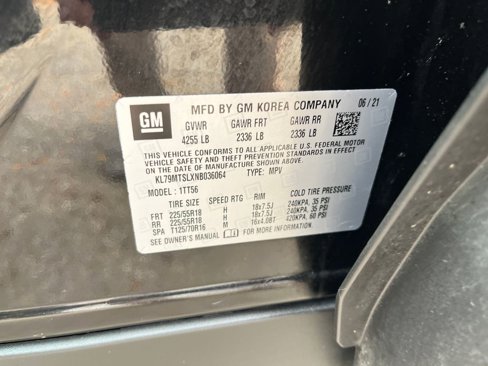 GM MFD BY GM KOREA COMPANY 06 / 21
GVWR GAWR FRT GAWR RR
4255 LB 2336 LB 2336 LB
THIS VEHICLE CONFORMS TO ALL APPLICABLE U.S. FEDERAL MOTOR
VEHICLE SAFETY AND THEFT PREVENTION STANDARDS IN EFFECT
ON THE DATE OF MANUFACTURE SHOWN ABOVE.
KL79MTSLXNB036064 TYPE: MPV
MODEL : 1TT56
TIRE SIZE SPEED RTG RIM COLD TIRE PRESSURE
FRT 225/55R18 H 18x7.5J 240KPA, 35 PSI
RR 225/55R18 H 18x7.5J 240KPA, 35 PSI
SPA T125/70R16 M 16x4.0BT 420KPA, 60 PSI
SEE OWNER'S MANUAL FOR MORE INFORMATION.